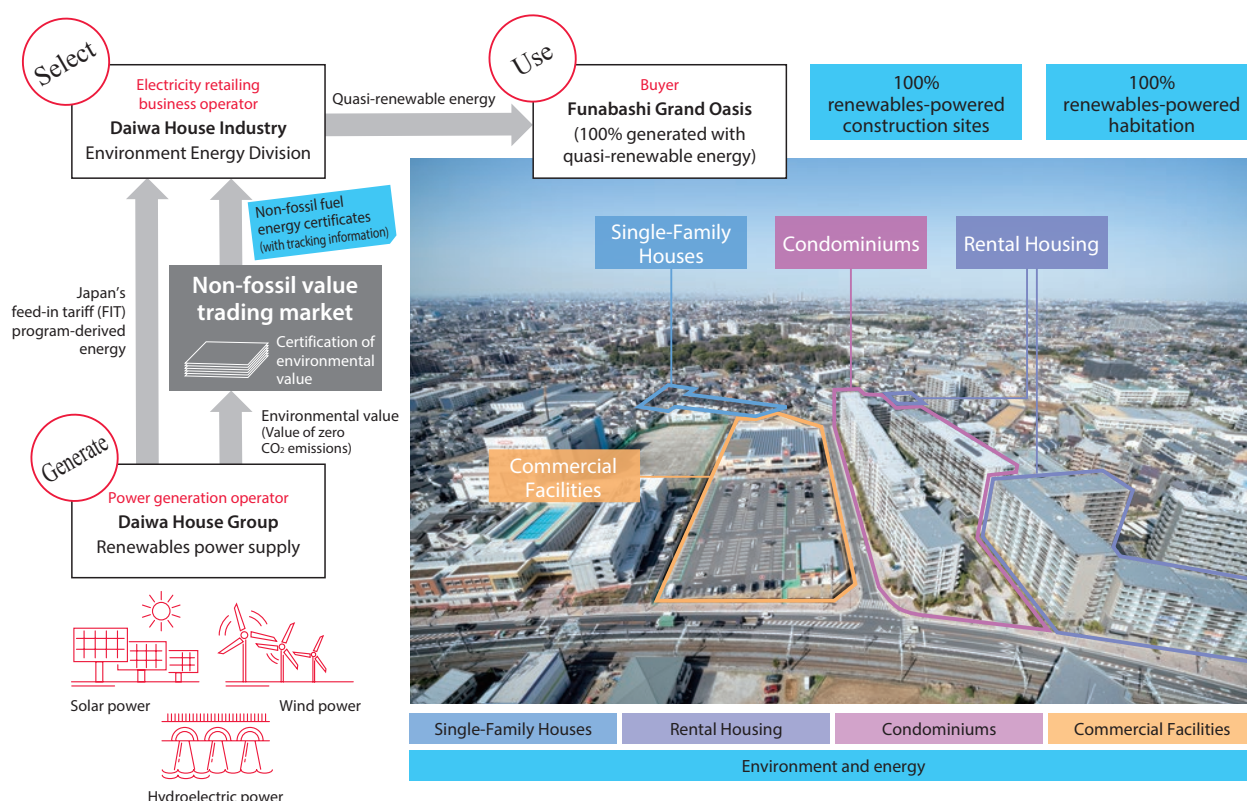 Select
Electricity retailing
business operator
Daiwa House Industry
Environment Energy Division
Quasi-renewable energy
Use
Buyer
Funabashi Grand Oasis
(100% generated with
quasi-renewable energy)
100%
renewables-powered
construction sites
100%
renewables-powered
habitation
Non-fossil fuel
energy certificates
(with tracking information)
Japan's
feed-in tariff (FIT)
program-derived
energy
Non-fossil value
trading market
Certification of
environmental
value
Environmental value
(Value of zero
CO₂ emissions)
Generate
Power generation operator
Daiwa House Group
Renewables power supply
Solar power
Wind power
Hydroelectric power
Single-Family
Houses
Condominiums
Rental Housing
Commercial
Facilities
Single-Family Houses
Rental Housing
Condominiums
Commercial Facilities
Environment and energy